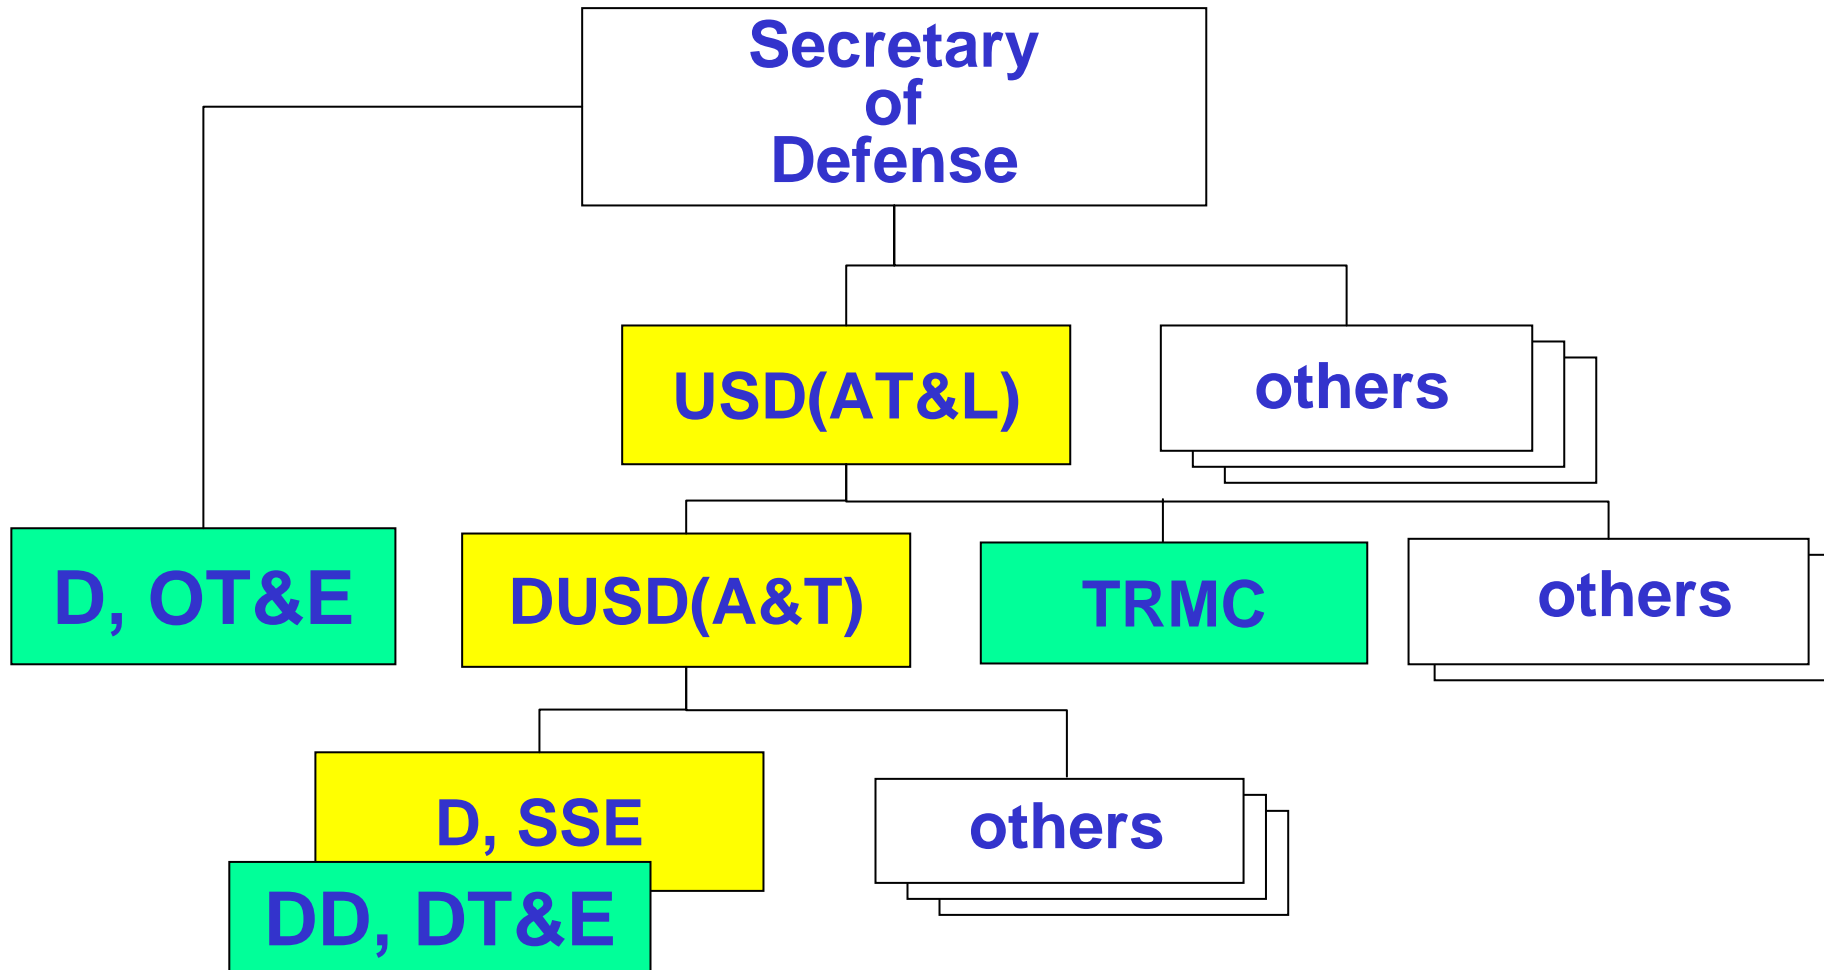 Secretary
of
Defense
USD(AT&L)
others
D, OT&E
DUSD(A&T)
TRMC
others
D, SSE
others
DD, DT&E